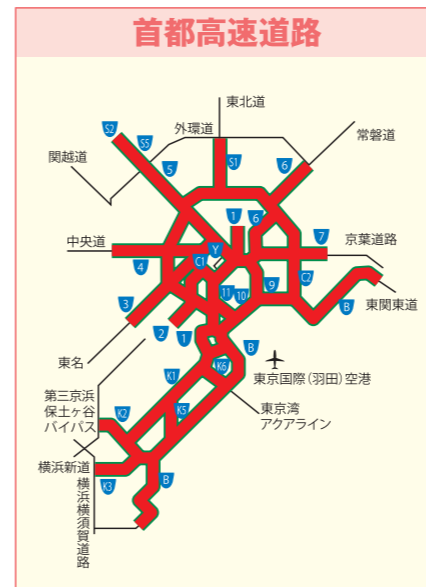 首都高速道路
東北道
外環道
常磐道
関越道
S2
S5
5
S1
6
6
1
Y
C1
中央道
4
7
京葉道路
C2
9
11
10
3
2
1
B
東関東道
東名
K1
K6
B
東京国際(羽田)空港
第三京浜
保土ヶ谷
バイパス
K2
K5
東京湾
アクアライン
横浜新道
K3
B
横浜横須賀道路